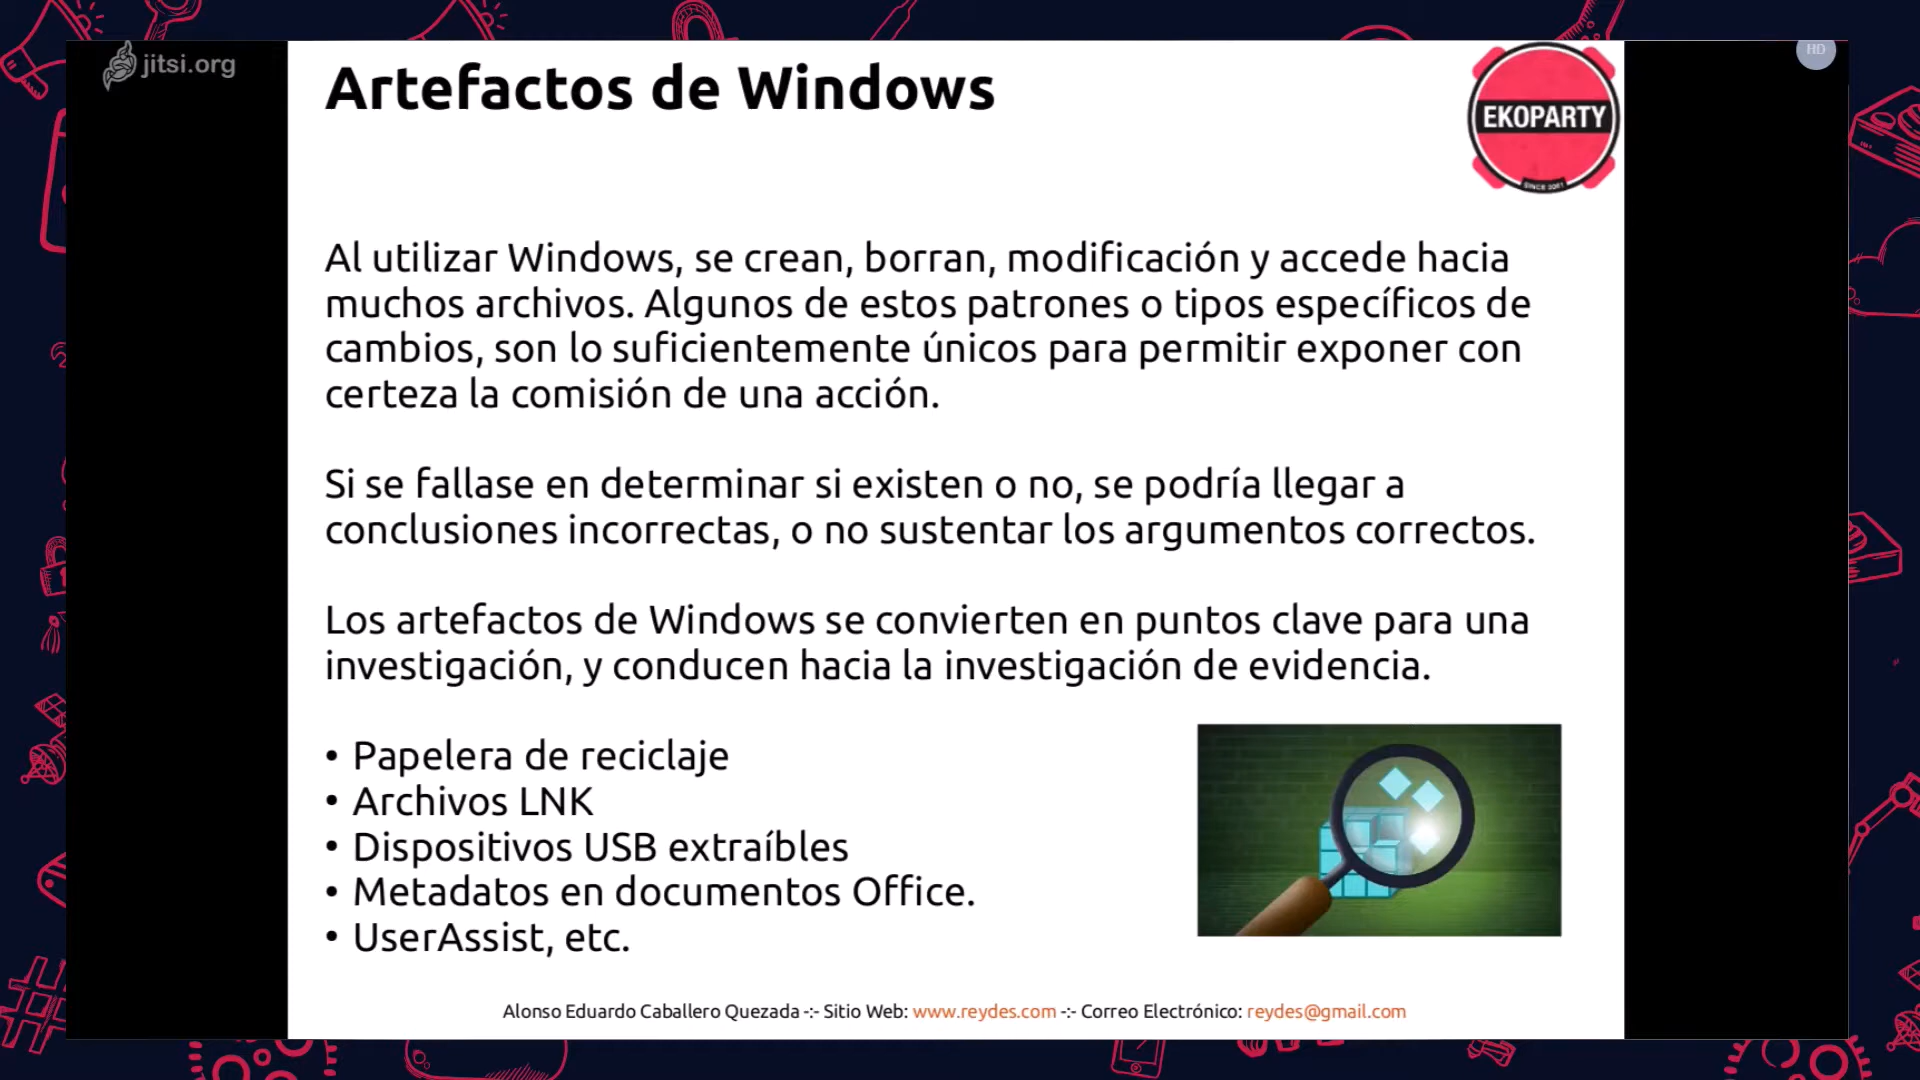 jitsi.org
HD
Artefactos de Windows
EKOPARTY
SINCE 2001
Al utilizar Windows, se crean, borran, modificación y accede hacia
muchos archivos. Algunos de estos patrones o tipos específicos de
cambios, son lo suficientemente únicos para permitir exponer con
certeza la comisión de una acción.
Si se fallase en determinar si existen o no, se podría llegar a
conclusiones incorrectas, o no sustentar los argumentos correctos.
Los artefactos de Windows se convierten en puntos clave para una
investigación, y conducen hacia la investigación de evidencia.
• Papelera de reciclaje
• Archivos LNK
• Dispositivos USB extraíbles
• Metadatos en documentos Office.
• UserAssist, etc.
Alonso Eduardo Caballero Quezada -:- Sitio Web: www.reydes.com -:- Correo Electrónico: reydes@gmail.com